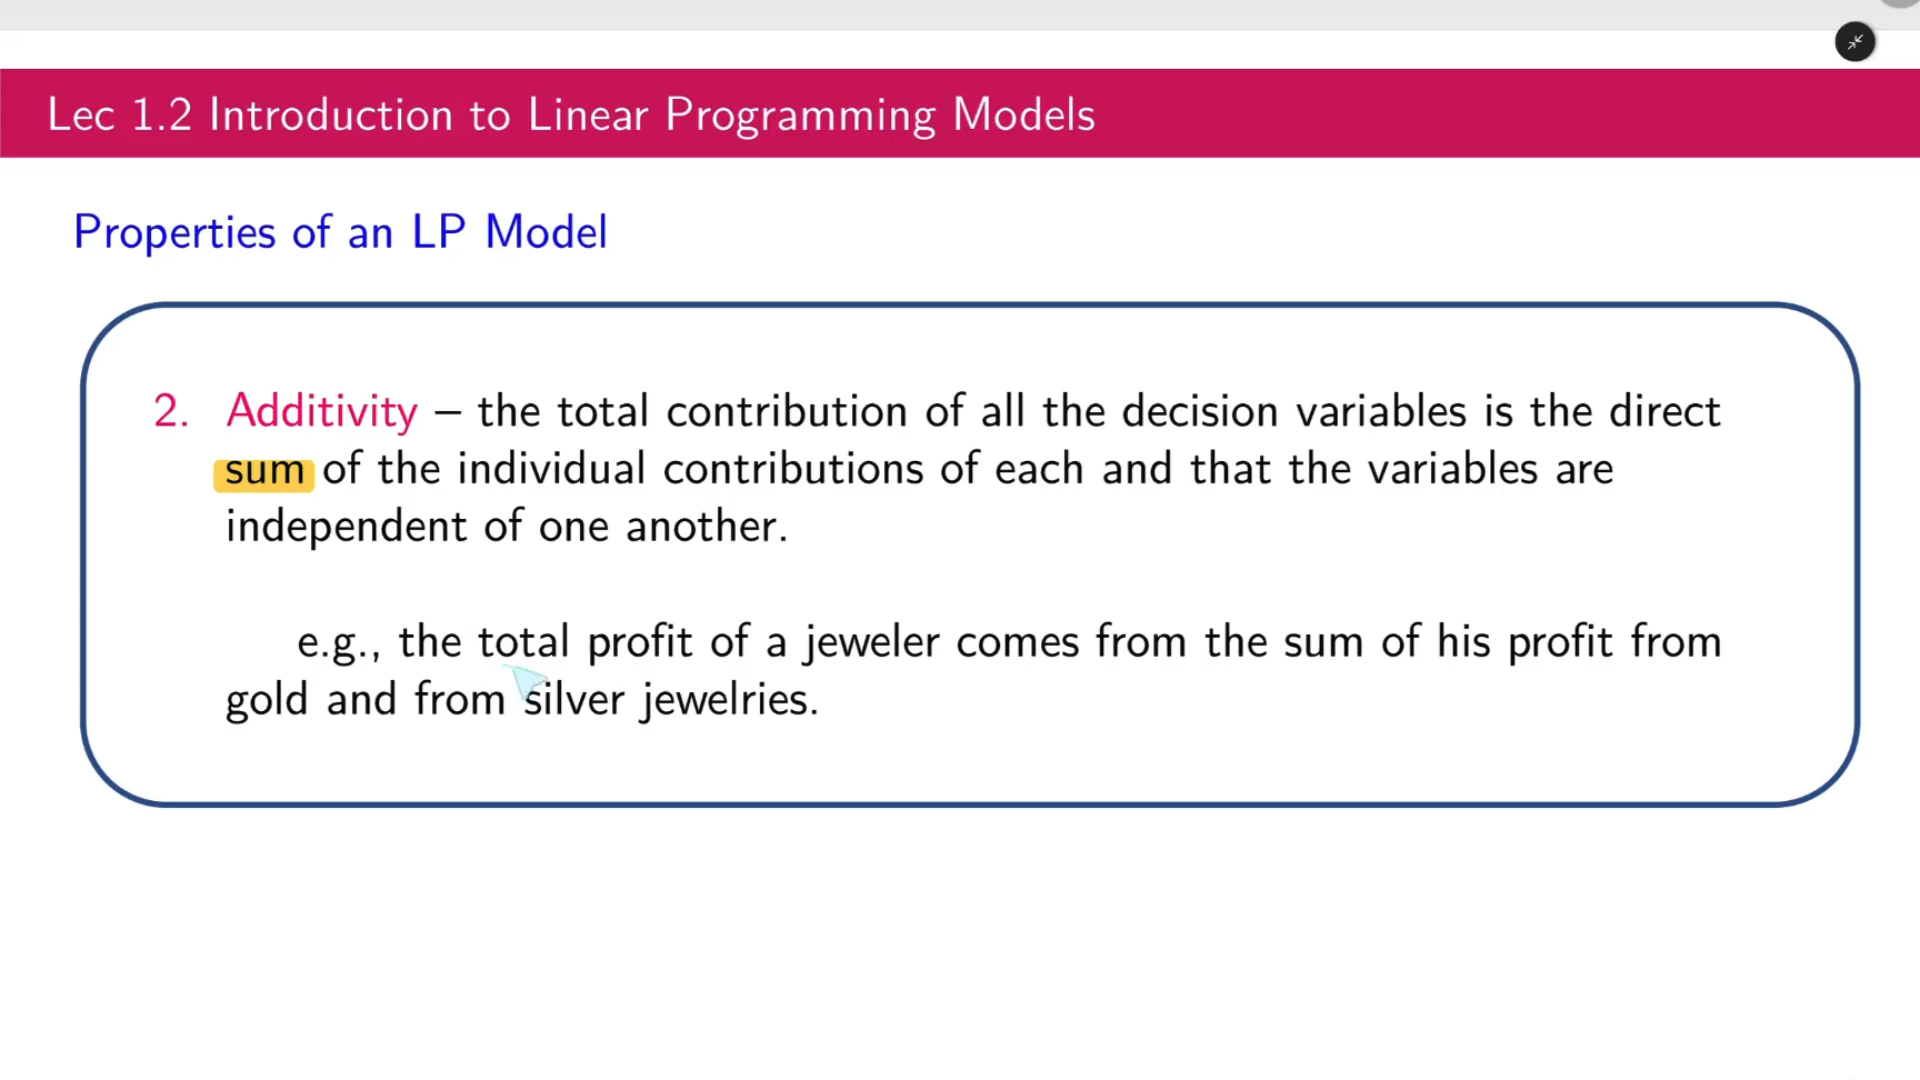 Lec 1.2 Introduction to Linear Programming Models
Properties of an LP Model
2. Additivity – the total contribution of all the decision variables is the direct
sum of the individual contributions of each and that the variables are
independent of one another.
e.g., the total profit of a jeweler comes from the sum of his profit from
gold and from silver jewelries.